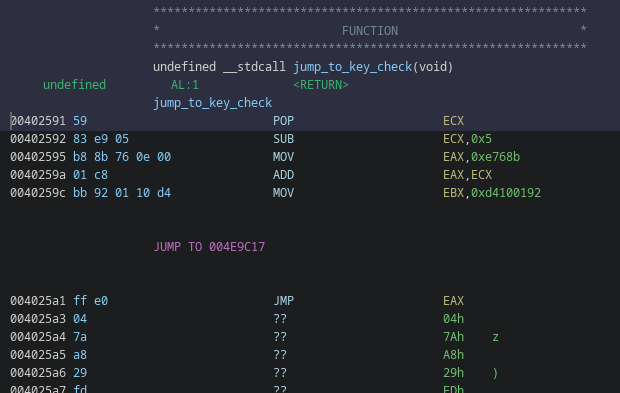 **************************************************************
* FUNCTION *
**************************************************************
undefined __stdcall jump_to_key_check(void)
undefined AL:1 <RETURN>
jump_to_key_check
00402591 59 POP ECX
00402592 83 e9 05 SUB ECX,0x5
00402595 b8 8b 76 0e 00 MOV EAX,0xe768b
0040259a 01 c8 ADD EAX,ECX
0040259c bb 92 01 10 d4 MOV EBX,0xd4100192
JUMP TO 004E9C17
004025a1 ff e0 JMP EAX
004025a3 04 ?? 04h
004025a4 7a ?? 7Ah z
004025a5 a8 ?? A8h
004025a6 29 ?? 29h )
004025a7 fd ?? FDh